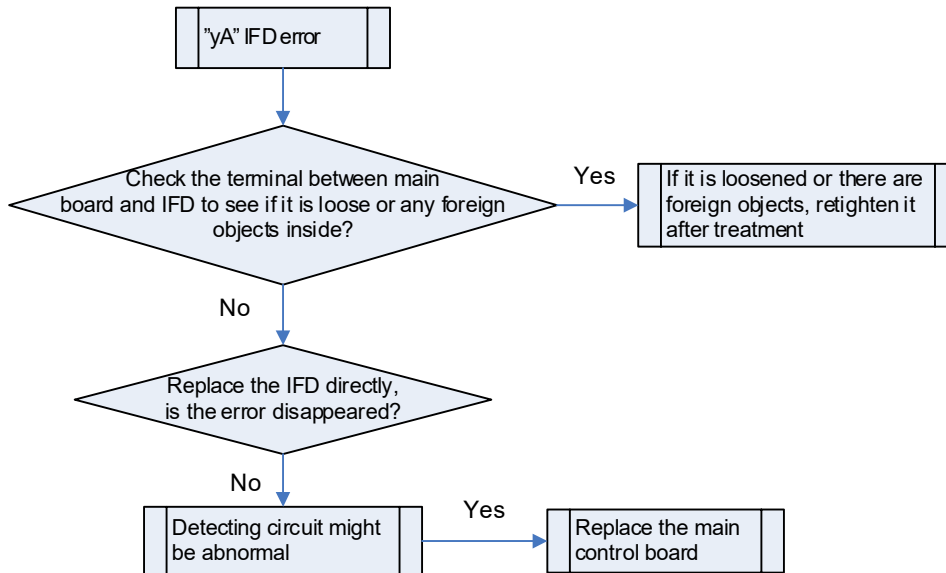 ”yA” IFD error
Check the terminal between main
board and IFD to see if it is loose or any foreign
objects inside?
Yes
If it is loosened or there are
foreign objects, retighten it
after treatment
No
Replace the IFD directly,
is the error disappeared?
No
Detecting circuit might
be abnormal
Yes
Replace the main
control board